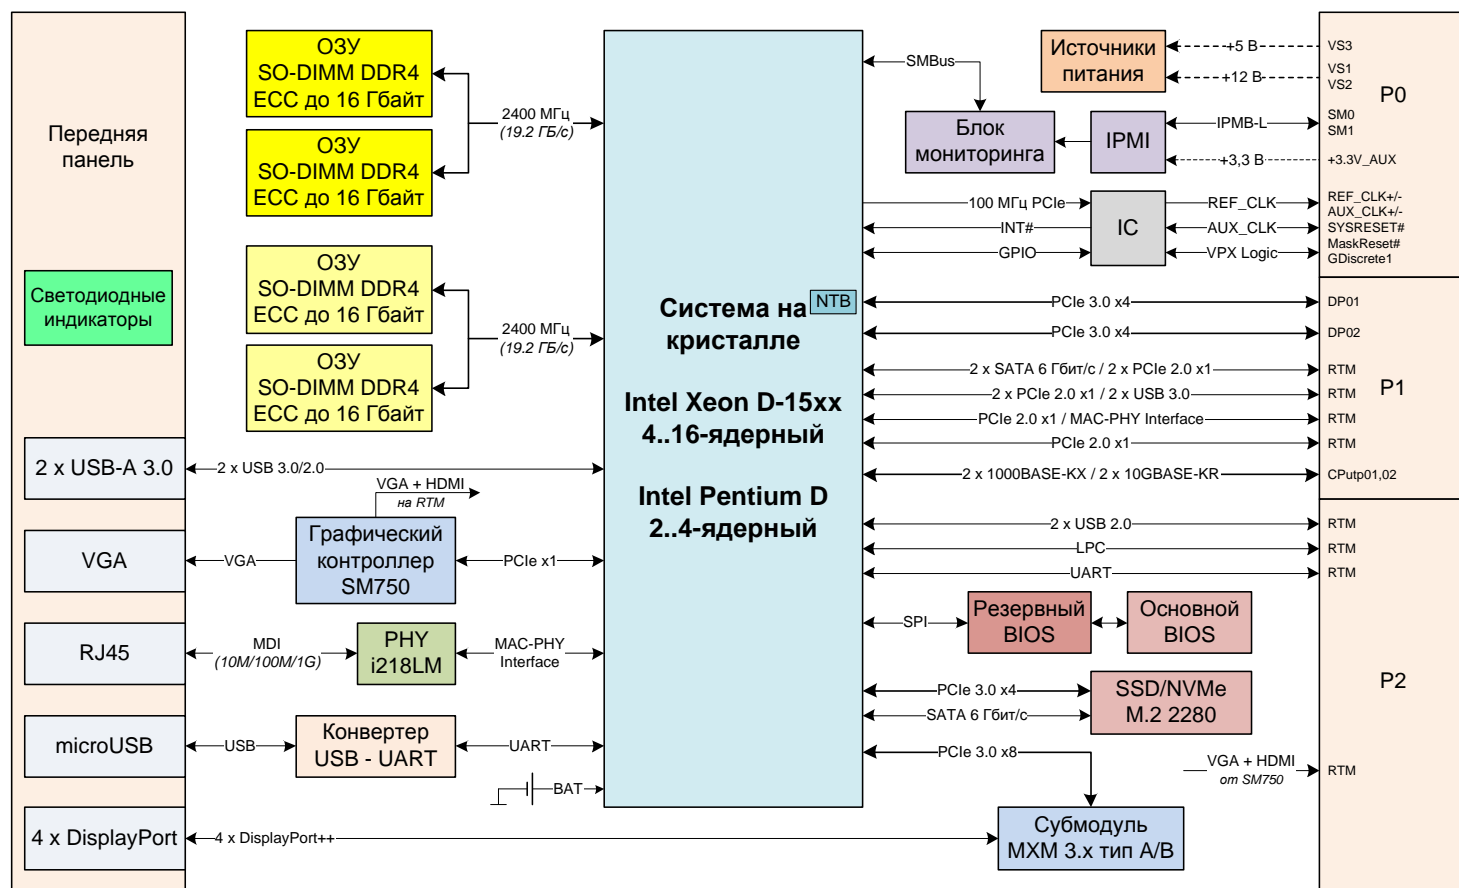 Передняя
панель
Светодиодные
индикаторы
2 x USB-A 3.0
VGA
RJ45
microUSB
4 x DisplayPort
ОЗУ
SO-DIMM DDR4
ECC до 16 Гбайт
ОЗУ
SO-DIMM DDR4
ECC до 16 Гбайт
2400 МГц
(19.2 ГБ/с)
ОЗУ
SO-DIMM DDR4
ECC до 16 Гбайт
ОЗУ
SO-DIMM DDR4
ECC до 16 Гбайт
2400 МГц
(19.2 ГБ/с)
2 x USB 3.0/2.0
VGA + HDMI
на RTM
VGA
Графический
контроллер
SM750
PCIe x1
MDI
(10M/100M/1G)
PHY
i218LM
MAC-PHY
Interface
USB
Конвертер
USB - UART
UART
BAT
4 x DisplayPort++
Система на
кристалле
NTB
Intel Xeon D-15xx
4..16-ядерный
Intel Pentium D
2..4-ядерный
SMBus
Блок
мониторинга
IPMI
Источники
питания
+5 В
+12 В
IPMB-L
+3,3 В
100 МГц PCIe
INT#
GPIO
IC
REF_CLK
AUX_CLK
VPX Logic
PCIe 3.0 x4
PCIe 3.0 x4
2 x SATA 6 Гбит/с / 2 x PCIe 2.0 x1
2 x PCIe 2.0 x1 / 2 x USB 3.0
PCIe 2.0 x1 / MAC-PHY Interface
PCIe 2.0 x1
2 x 1000BASE-KX / 2 x 10GBASE-KR
2 x USB 2.0
LPC
UART
SPI
Резервный
BIOS
Основной
BIOS
PCIe 3.0 x4
SATA 6 Гбит/с
SSD/NVMe
M.2 2280
PCIe 3.0 x8
Субмодуль
MXM 3.x тип A/B
VGA + HDMI
от SM750
VS3
VS1
VS2
SM0
SM1
+3.3V_AUX
REF_CLK+/-
AUX_CLK+/-
SYSRESET#
MaskReset#
GDiscrete1
P0
DP01
DP02
RTM
RTM
RTM
RTM
CPutp01,02
P1
RTM
RTM
RTM
RTM
P2